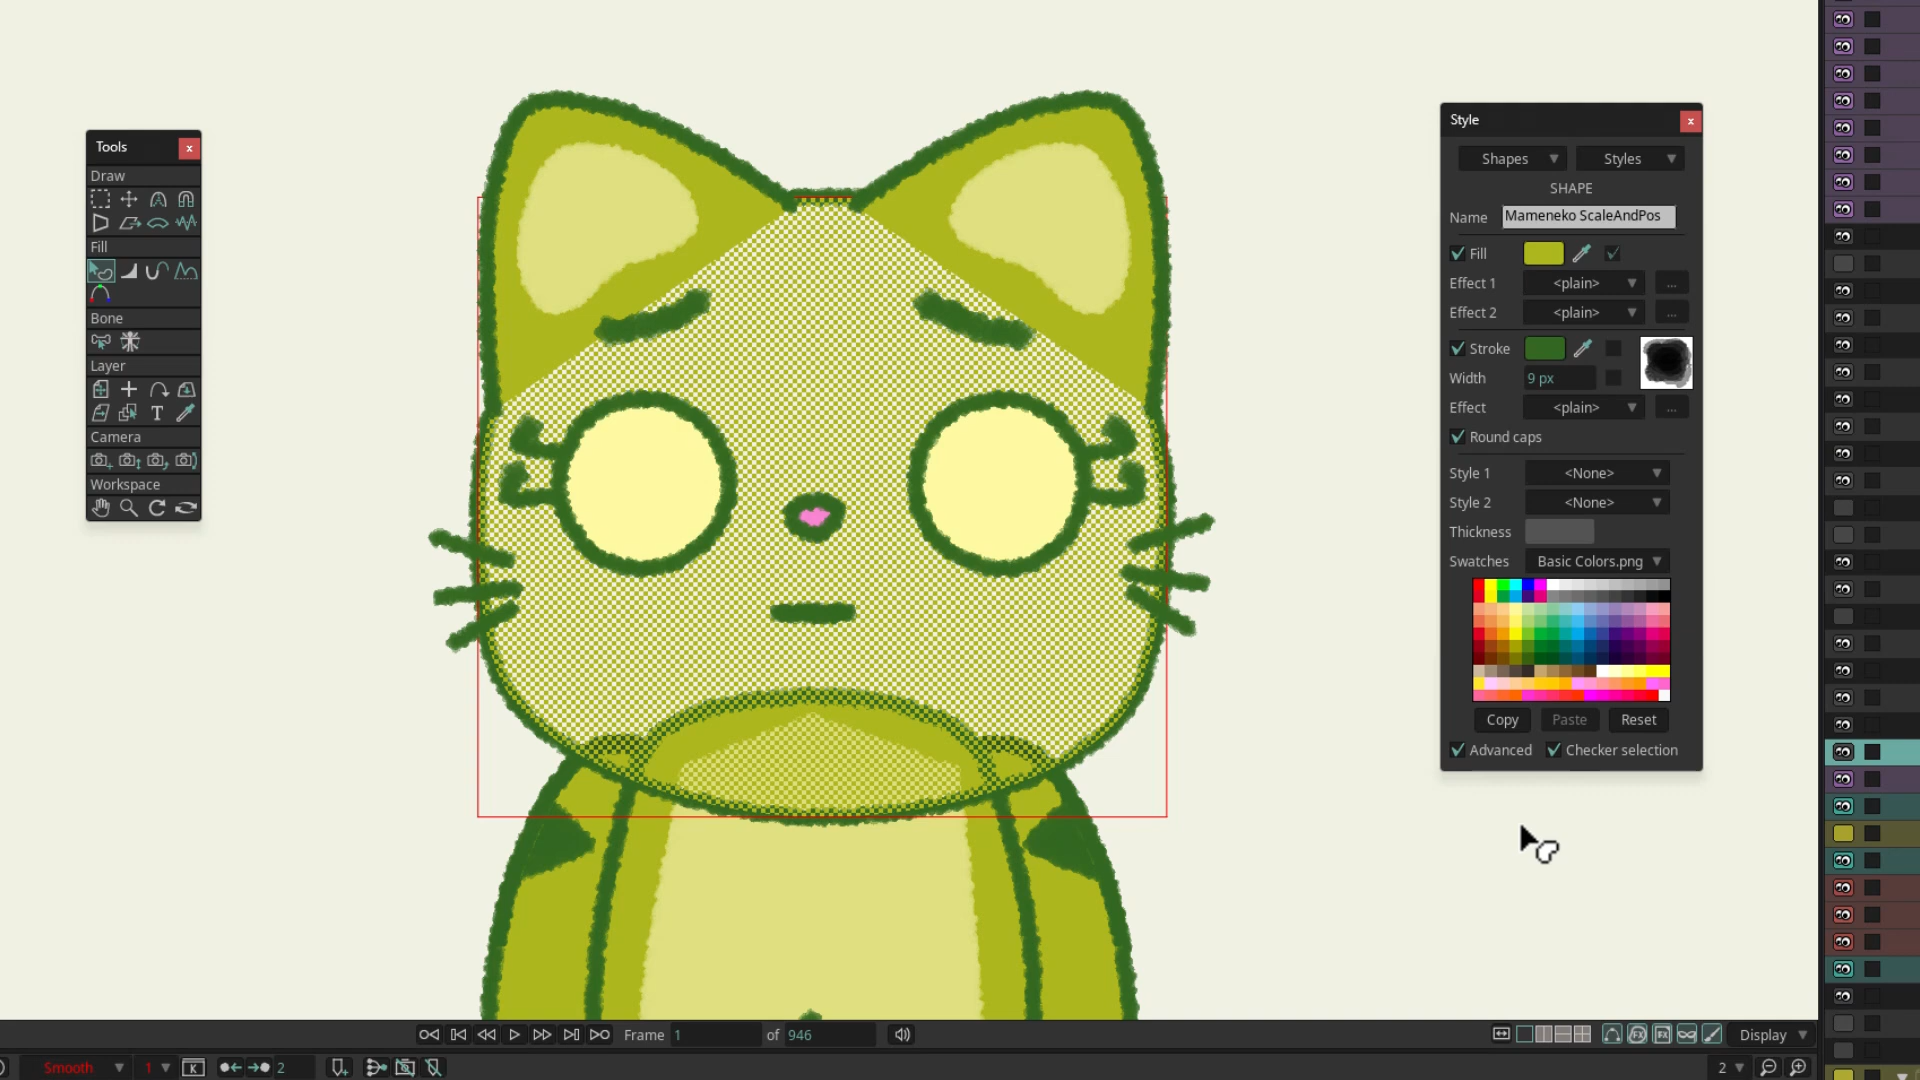 Tools
x
Draw
Fill
Bone
Layer
T
Camera
Workspace
Style
x
Shapes
Styles
SHAPE
Name Mameneko ScaleAndPos
Fill
Effect 1 <plain> ...
Effect 2 <plain> ...
Stroke
Width 9 px
Effect <plain> ...
Round caps
Style 1 <None>
Style 2 <None>
Thickness
Swatches Basic Colors.png
Copy Paste Reset
Advanced Checker selection
Frame 1 of 946
Display
Smooth 1 K 2
2